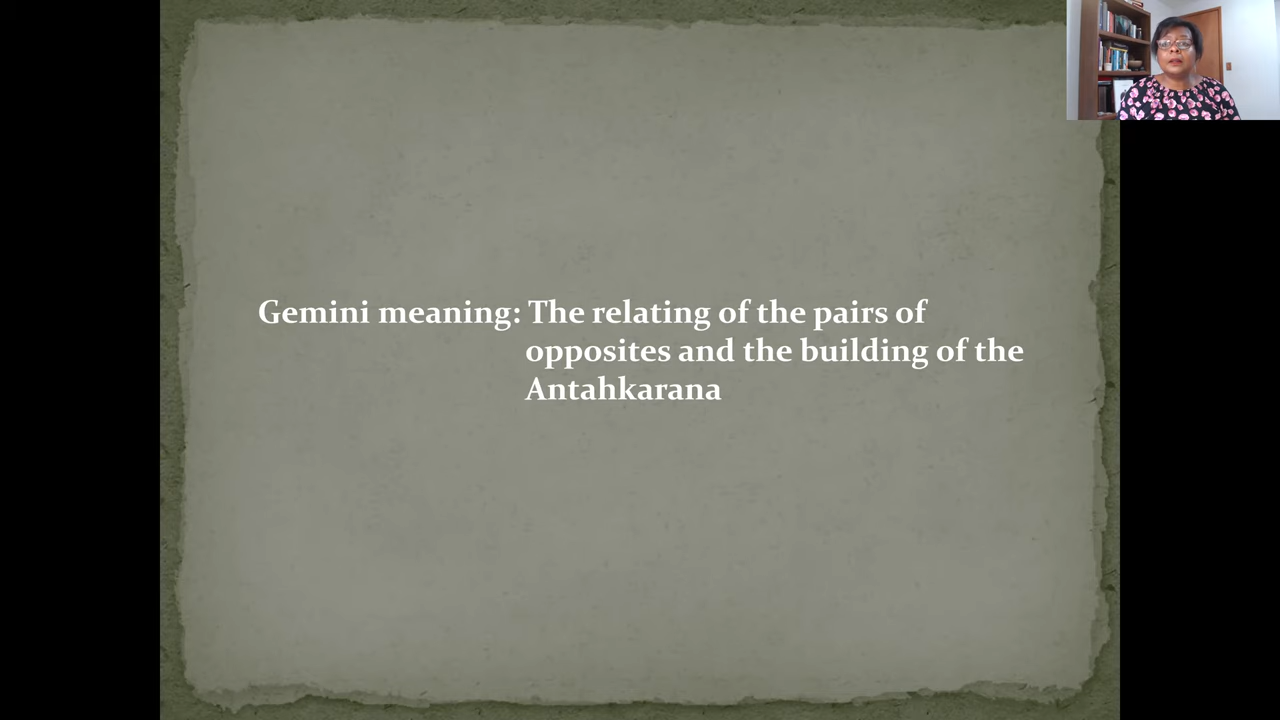 Gemini meaning: The relating of the pairs of
opposites and the building of the
Antahkarana